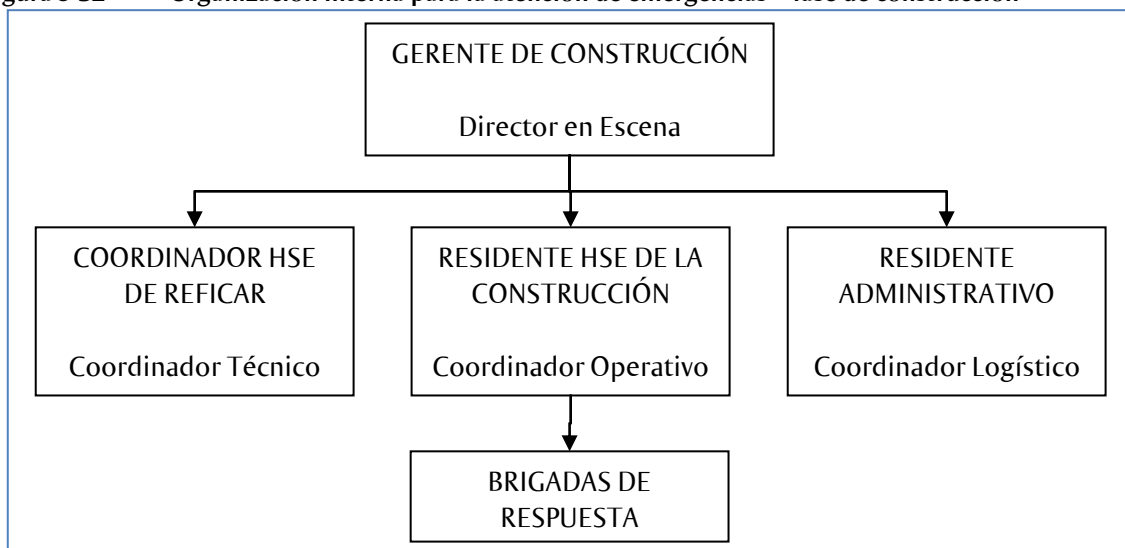 GERENTE DE CONSTRUCCIÓN
Director en Escena
COORDINADOR HSE
DE REFICAR
Coordinador Técnico
RESIDENTE HSE DE LA
CONSTRUCCIÓN
Coordinador Operativo
RESIDENTE
ADMINISTRATIVO
Coordinador Logístico
BRIGADAS DE
RESPUESTA